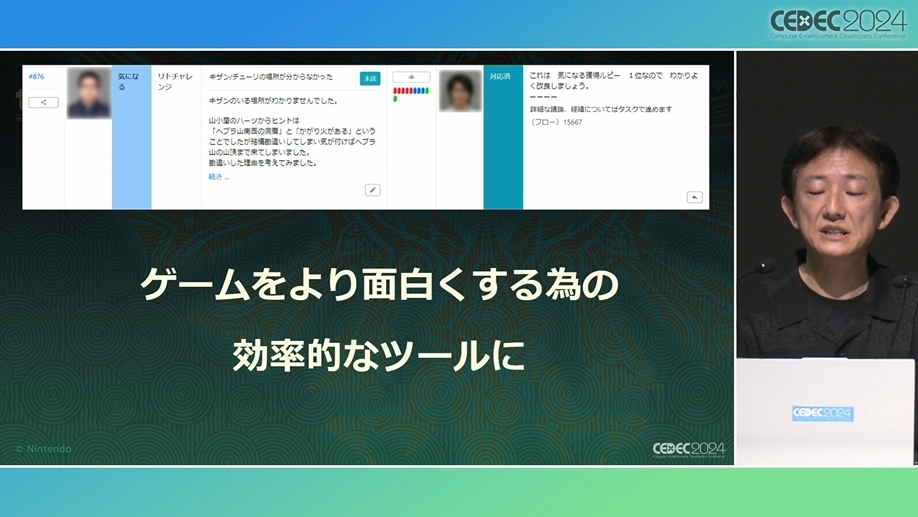 CEDEC2024
Computer Entertainment Developers Conference
#876
気にな
る
リトチャレ
ンジ
キザン/チューリの場所が分からなかった
未読
キザンのいる場所がわかりませんでした。
山小屋のハーツからヒントは
「ヘブラ山南西の洞窟」と「かがり火がある」という
ことでしたが結構勘違いしてしまい気が付けばヘブラ
山の山頂まで来てしまいました。
勘違いした理由を考えてみました。
続き...
対応済
これは 気になる獲得ルピー 1位なので わかりよ
く改良しましょう。
ーーーー
詳細な議論、経緯についてはタスクで進めます
（フロー）15667
ゲームをより面白くする為の
効率的なツールに
© Nintendo
CEDEC2024
CEDEC2024